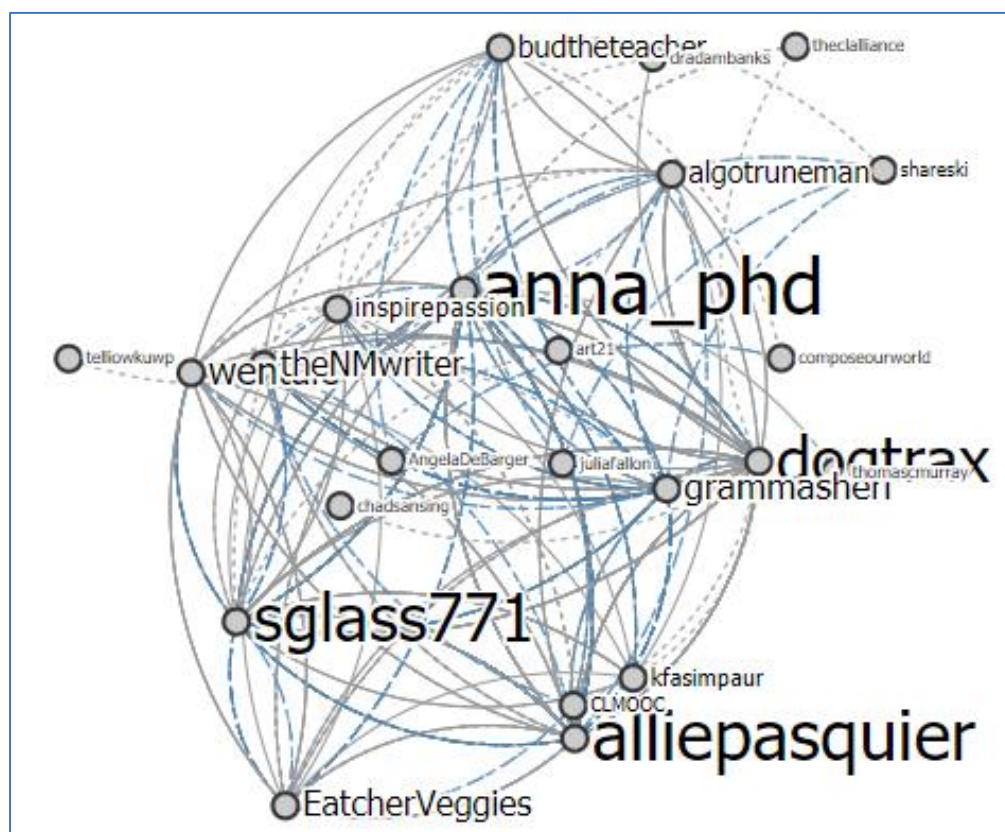 budtheteacher
dradambanks
theclalliance
algotruneman
shareski
anna_phd
inspirepassion
art21
telliowkuwp
theNMwriter
composeourworld
AngelaDeBarger
juliafallon
dogtrax
thomascmurray
grammasheri
chadsansing
sglass771
kfasimpaur
CLMOOC
alliepasquier
EatcherVeggies